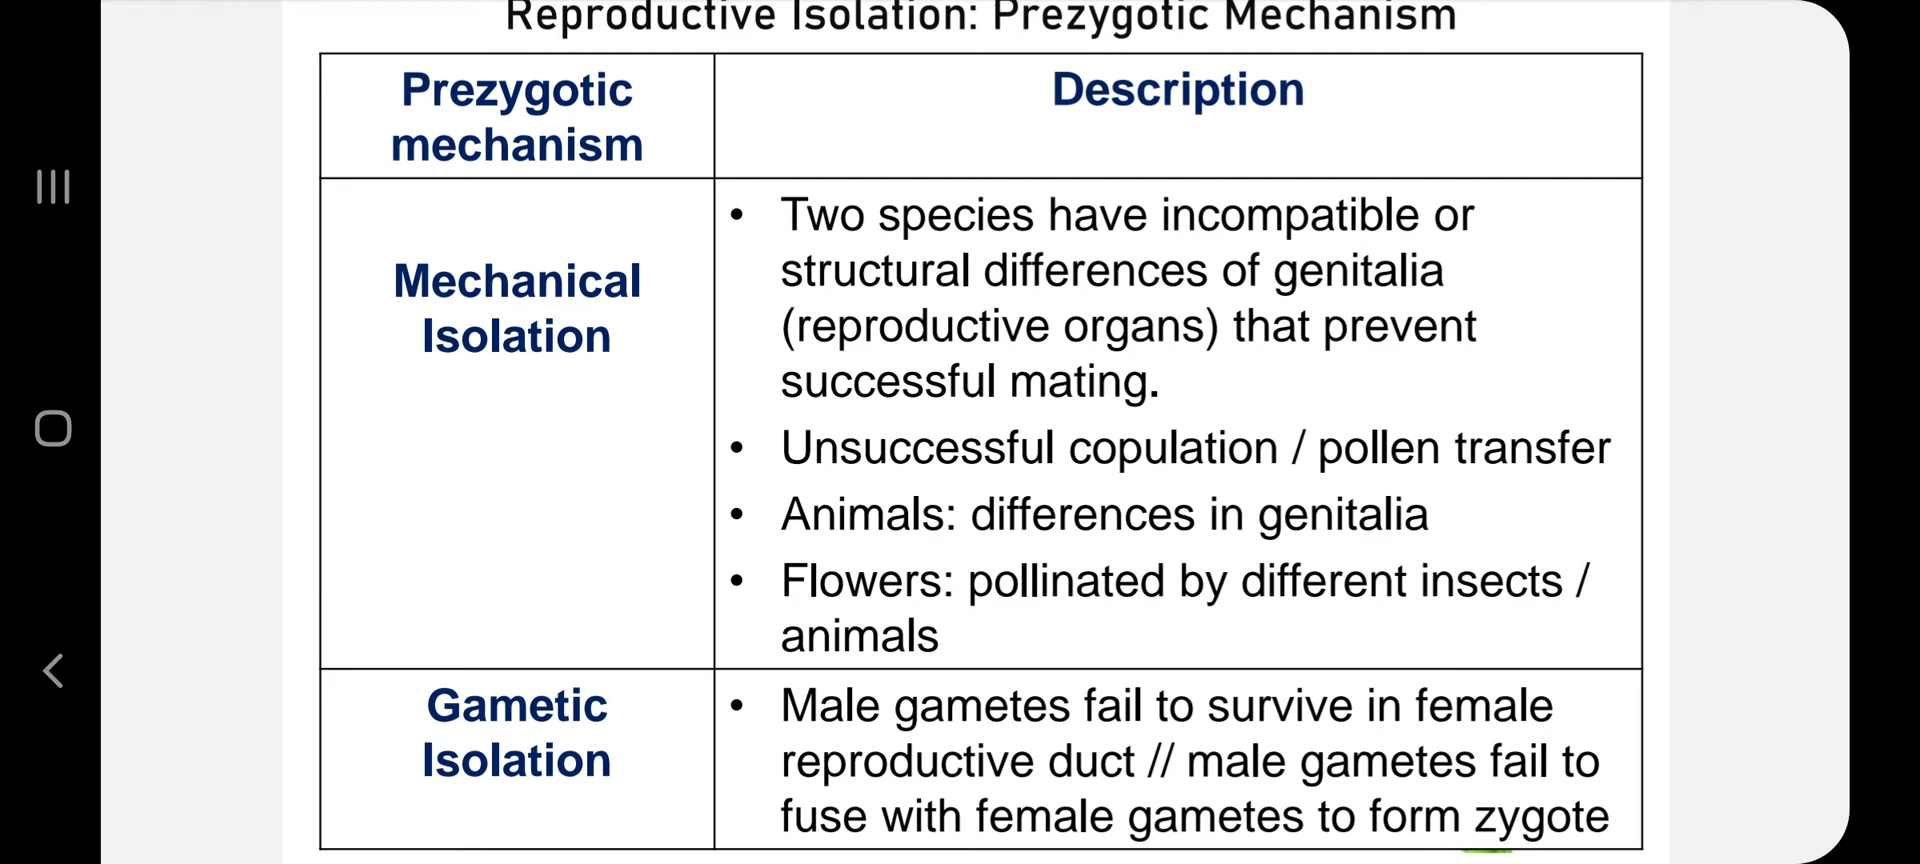 Reproductive Isolation: Prezygotic Mechanism
Prezygotic
mechanism
Description
Mechanical
Isolation
• Two species have incompatible or
structural differences of genitalia
(reproductive organs) that prevent
successful mating.
• Unsuccessful copulation / pollen transfer
• Animals: differences in genitalia
• Flowers: pollinated by different insects /
animals
Gametic
Isolation
• Male gametes fail to survive in female
reproductive duct // male gametes fail to
fuse with female gametes to form zygote